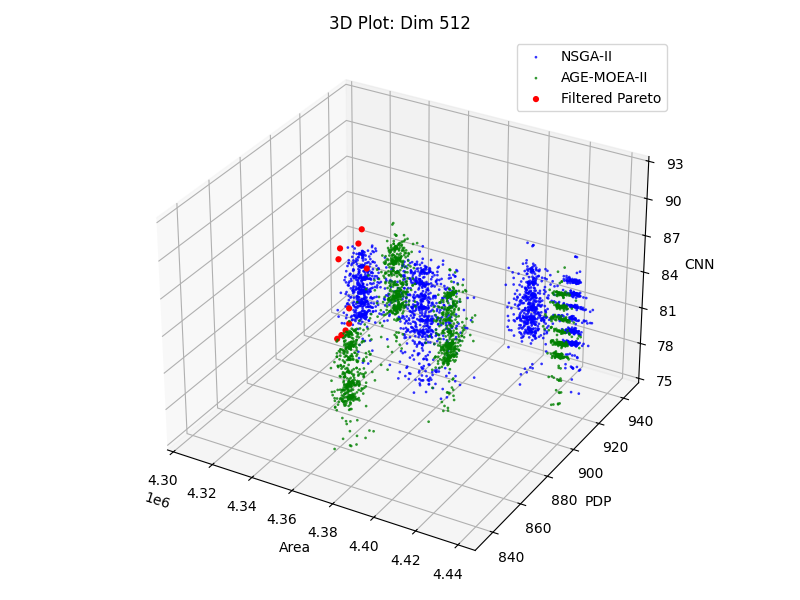 3D Plot: Dim 512
NSGA-II
AGE-MOEA-II
Filtered Pareto
93
90
87
84
81
78
75
CNN
940
920
900
880
860
840
PDP
4.30
4.32
4.34
4.36
4.38
4.40
4.42
4.44
1e6
Area